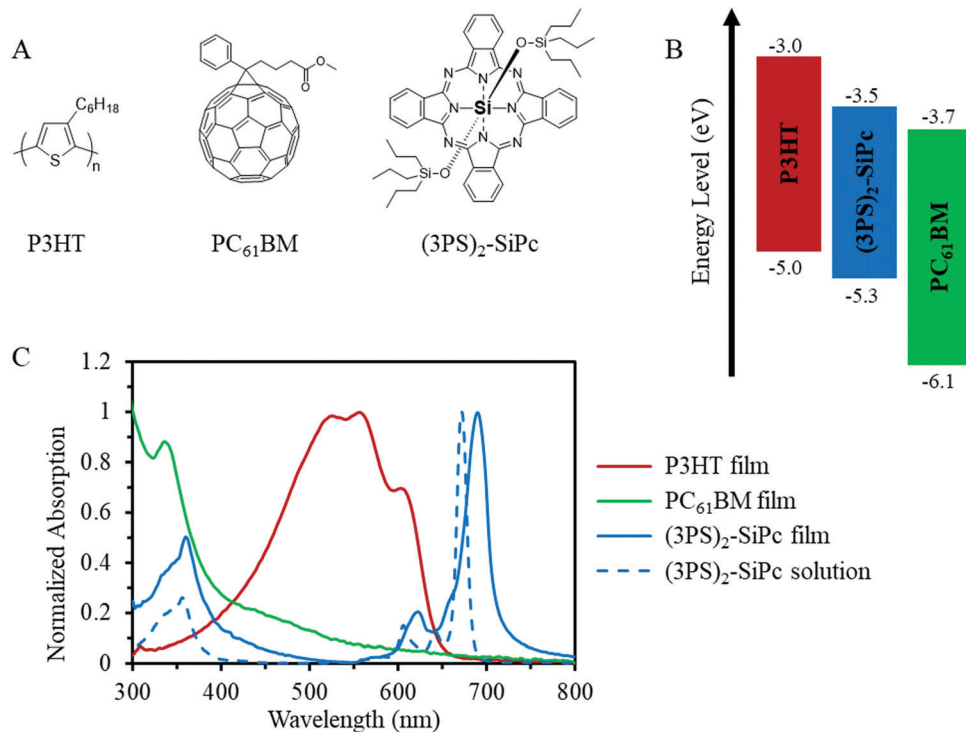 A
C₆H₁₈
S
n
P3HT
O
O
PC₆₁BM
O–Si
N
N
N
N
N
Si
N
N
N
Si–O
(3PS)₂-SiPc
B
Energy Level (eV)
-3.0
P3HT
-5.0
-3.5
(3PS)₂-SiPc
-5.3
-3.7
PC₆₁BM
-6.1
C
Normalized Absorption
1.2
1
0.8
0.6
0.4
0.2
0
300 400 500 600 700 800
Wavelength (nm)
P3HT film
PC₆₁BM film
(3PS)₂-SiPc film
(3PS)₂-SiPc solution